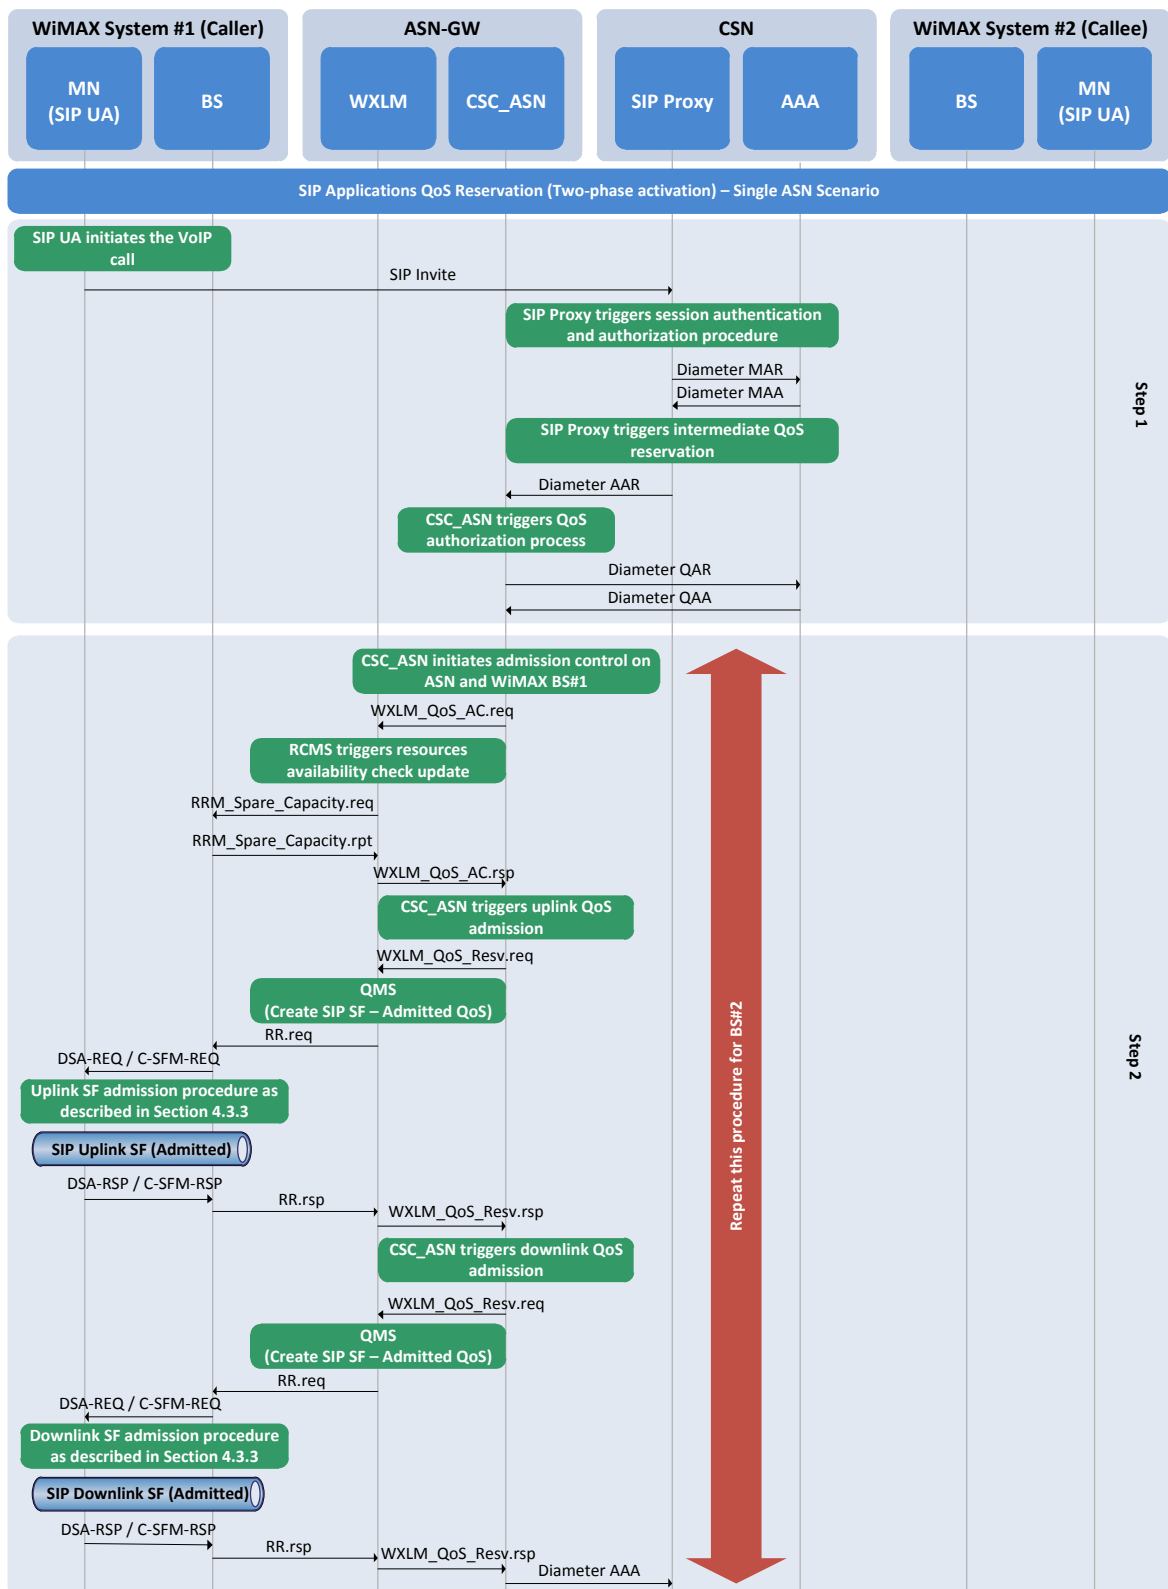 WiMAX System #1 (Caller)
ASN-GW
CSN
WiMAX System #2 (Callee)
MN
(SIP UA)
BS
WXLM
CSC_ASN
SIP Proxy
AAA
BS
MN
(SIP UA)
SIP Applications QoS Reservation (Two-phase activation) – Single ASN Scenario
SIP UA initiates the VoIP
call
SIP Invite
SIP Proxy triggers session authentication
and authorization procedure
Diameter MAR
Diameter MAA
SIP Proxy triggers intermediate QoS
reservation
Diameter AAR
CSC_ASN triggers QoS
authorization process
Diameter QAR
Diameter QAA
Step 1
CSC_ASN initiates admission control on
ASN and WiMAX BS#1
WXLM_QoS_AC.req
RCMS triggers resources
availability check update
RRM_Spare_Capacity.req
RRM_Spare_Capacity.rpt
WXLM_QoS_AC.rsp
CSC_ASN triggers uplink QoS
admission
WXLM_QoS_Resv.req
QMS
(Create SIP SF – Admitted QoS)
RR.req
DSA-REQ / C-SFM-REQ
Uplink SF admission procedure as
described in Section 4.3.3
SIP Uplink SF (Admitted)
DSA-RSP / C-SFM-RSP
RR.rsp
WXLM_QoS_Resv.rsp
CSC_ASN triggers downlink QoS
admission
WXLM_QoS_Resv.req
QMS
(Create SIP SF – Admitted QoS)
RR.req
DSA-REQ / C-SFM-REQ
Downlink SF admission procedure
as described in Section 4.3.3
SIP Downlink SF (Admitted)
DSA-RSP / C-SFM-RSP
RR.rsp
WXLM_QoS_Resv.rsp
Diameter AAA
Repeat this procedure for BS#2
Step 2